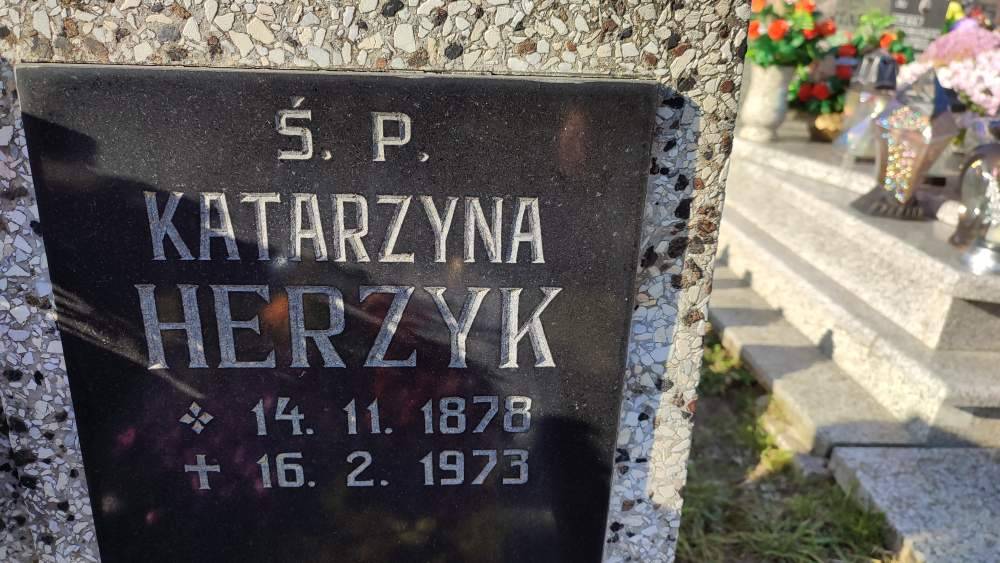 Ś. P.
KATARZYNA
HERZYK
14. 11. 1878
✝ 16. 2. 1973